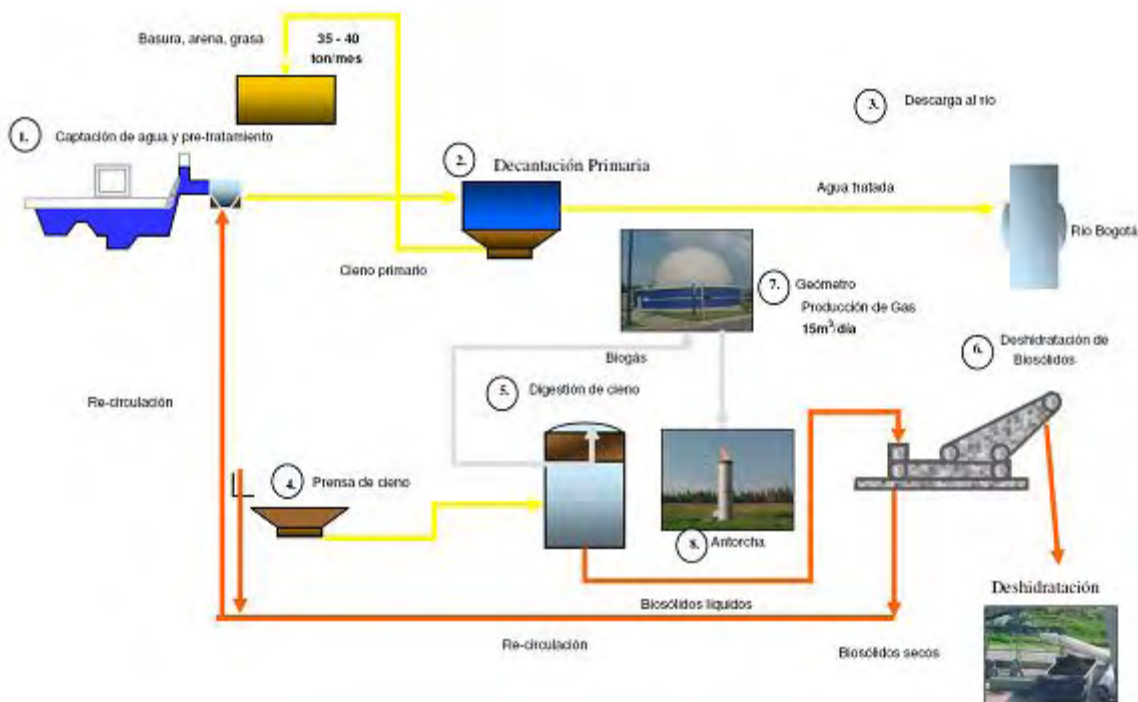 Basura, arena, grasa
35 - 40
ton/mes
1.
Captación de agua y pre-tratamiento
2.
Decantación Primaria
3.
Descarga al río
Agua tratada
Río Bogotá
Cieno primario
7.
Geómetro
Producción de Gas
15m³/día
Biogás
6.
Deshidratación de
Biosólidos
5.
Digestión de cieno
Re-circulación
4.
Prensa de cieno
8.
Antorcha
Deshidratación
Biosólidos líquidos
Re-circulación
Biosólidos secos